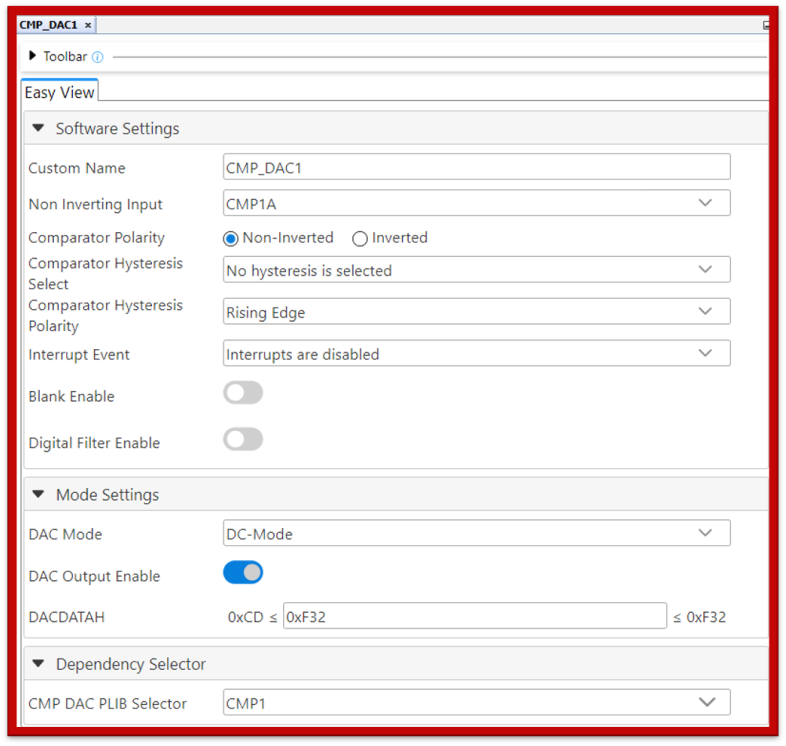 CMP_DAC1 ×
Toolbar
Easy View
Software Settings
Custom Name CMP_DAC1
Non Inverting Input CMP1A
Comparator Polarity Non-Inverted Inverted
Comparator Hysteresis
Select No hysteresis is selected
Comparator Hysteresis
Polarity Rising Edge
Interrupt Event Interrupts are disabled
Blank Enable
Digital Filter Enable
Mode Settings
DAC Mode DC-Mode
DAC Output Enable
DACDATAH 0xCD ≤ 0xF32 ≤ 0xF32
Dependency Selector
CMP DAC PLIB Selector CMP1